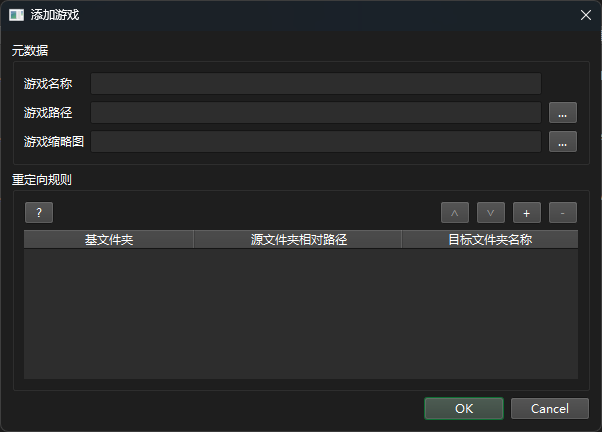 添加游戏
元数据
游戏名称
游戏路径 ...
游戏缩略图 ...
重定向规则
? + -
基文件夹 源文件夹相对路径 目标文件夹名称
OK Cancel